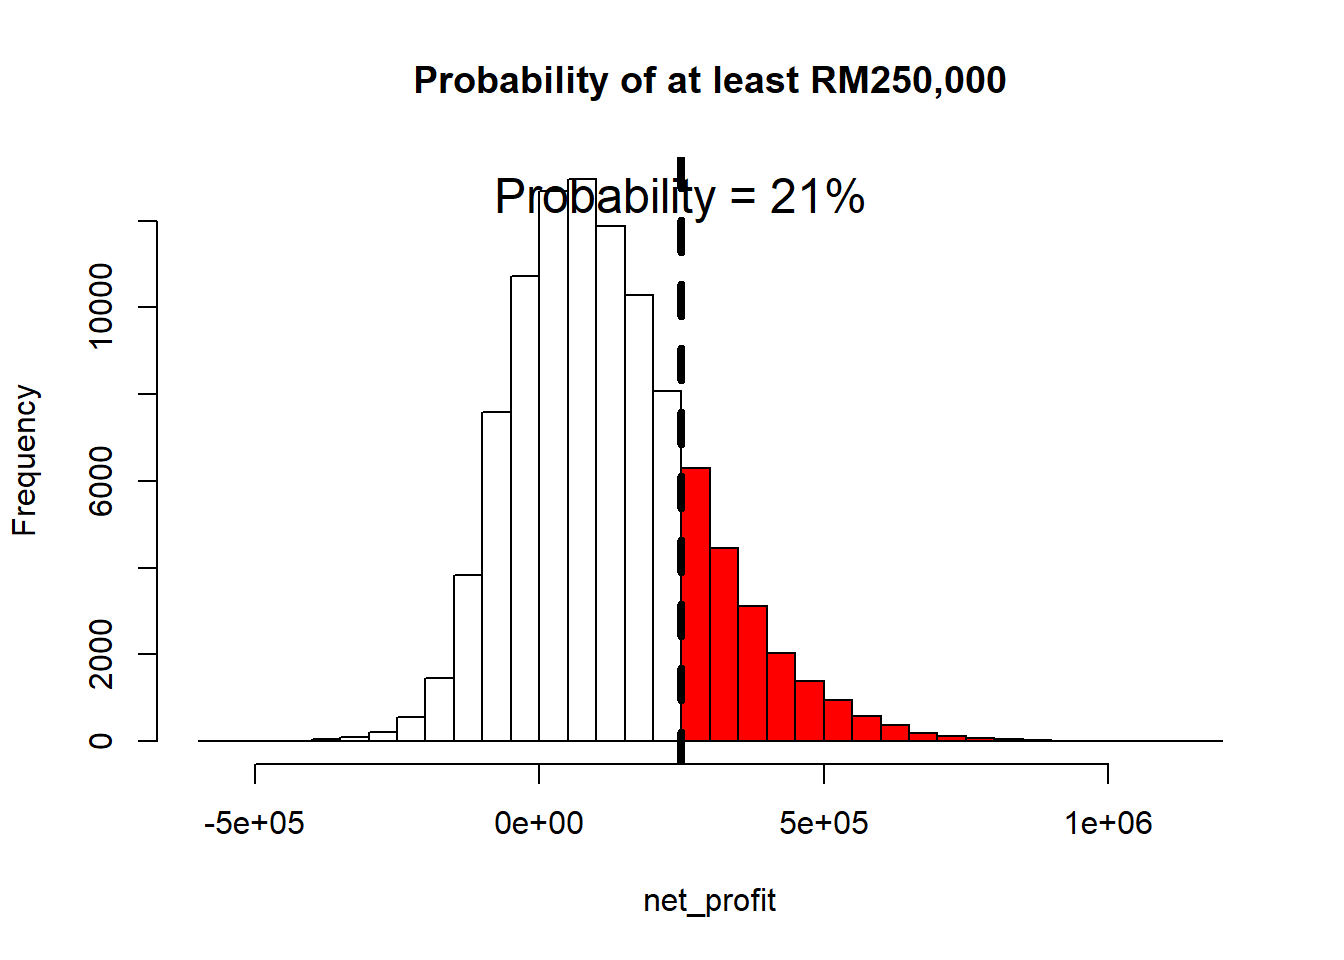 Probability of at least RM250,000
Probability = 21%
Frequency
10000
6000
2000
0
-5e+05 0e+00 5e+05 1e+06
net_profit